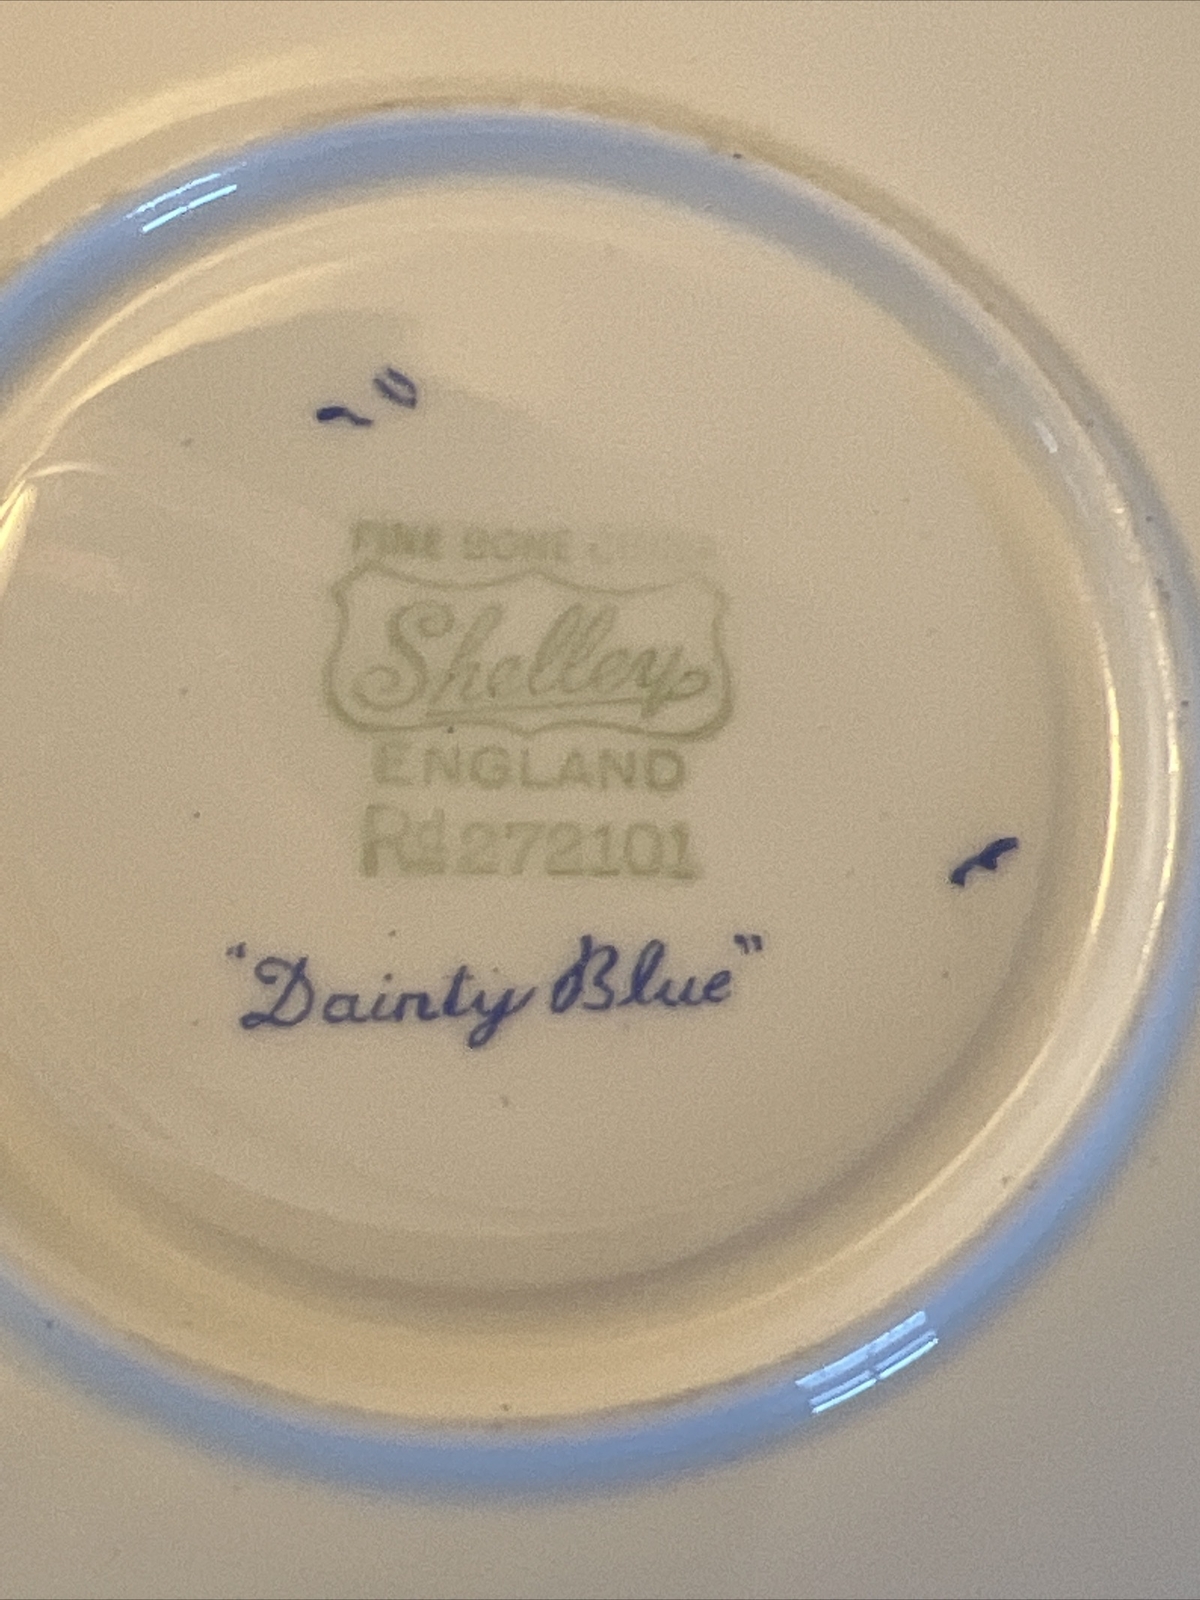 FINE BONE CHINA
Shelley
ENGLAND
Rd 272101
"Dainty Blue"